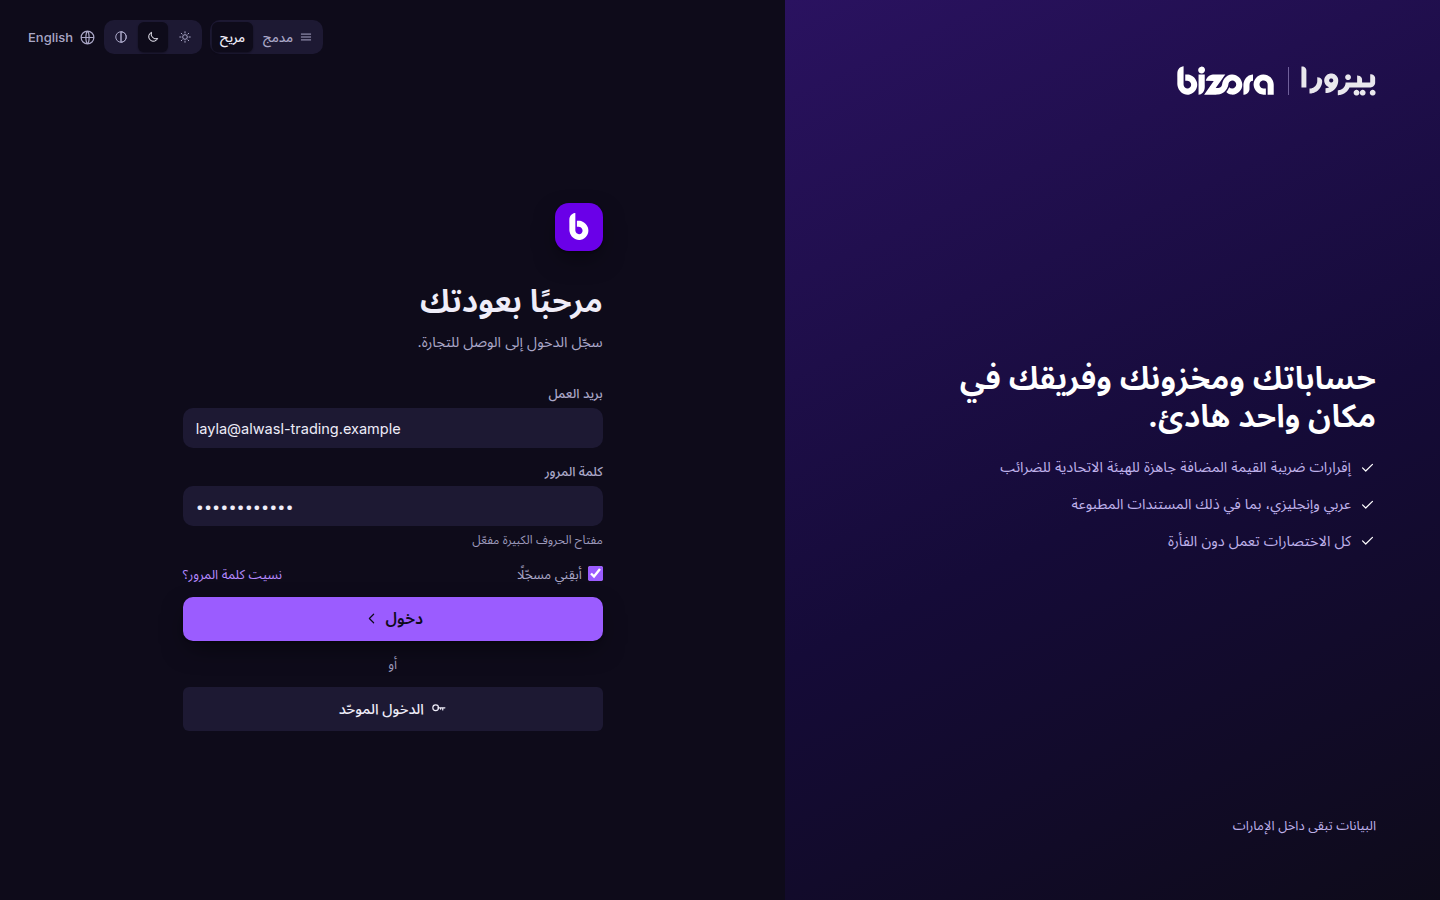 بيزورا | bizora
حساباتك ومخزونك وفريقك في
مكان واحد هادئ.
إقرارات ضريبة القيمة المضافة جاهزة للهيئة الاتحادية للضرائب
عربي وإنجليزي، بما في ذلك المستندات المطبوعة
كل الاختصارات تعمل دون الفأرة
البيانات تبقى داخل الإمارات
مدمج مريح English
b
مرحبًا بعودتك
سجّل الدخول إلى الوصل للتجارة.
بريد العمل
layla@alwasl-trading.example
كلمة المرور
••••••••••••
مفتاح الحروف الكبيرة مفعّل
أبقِني مسجّلًا نسيت كلمة المرور؟
دخول
أو
الدخول الموحّد